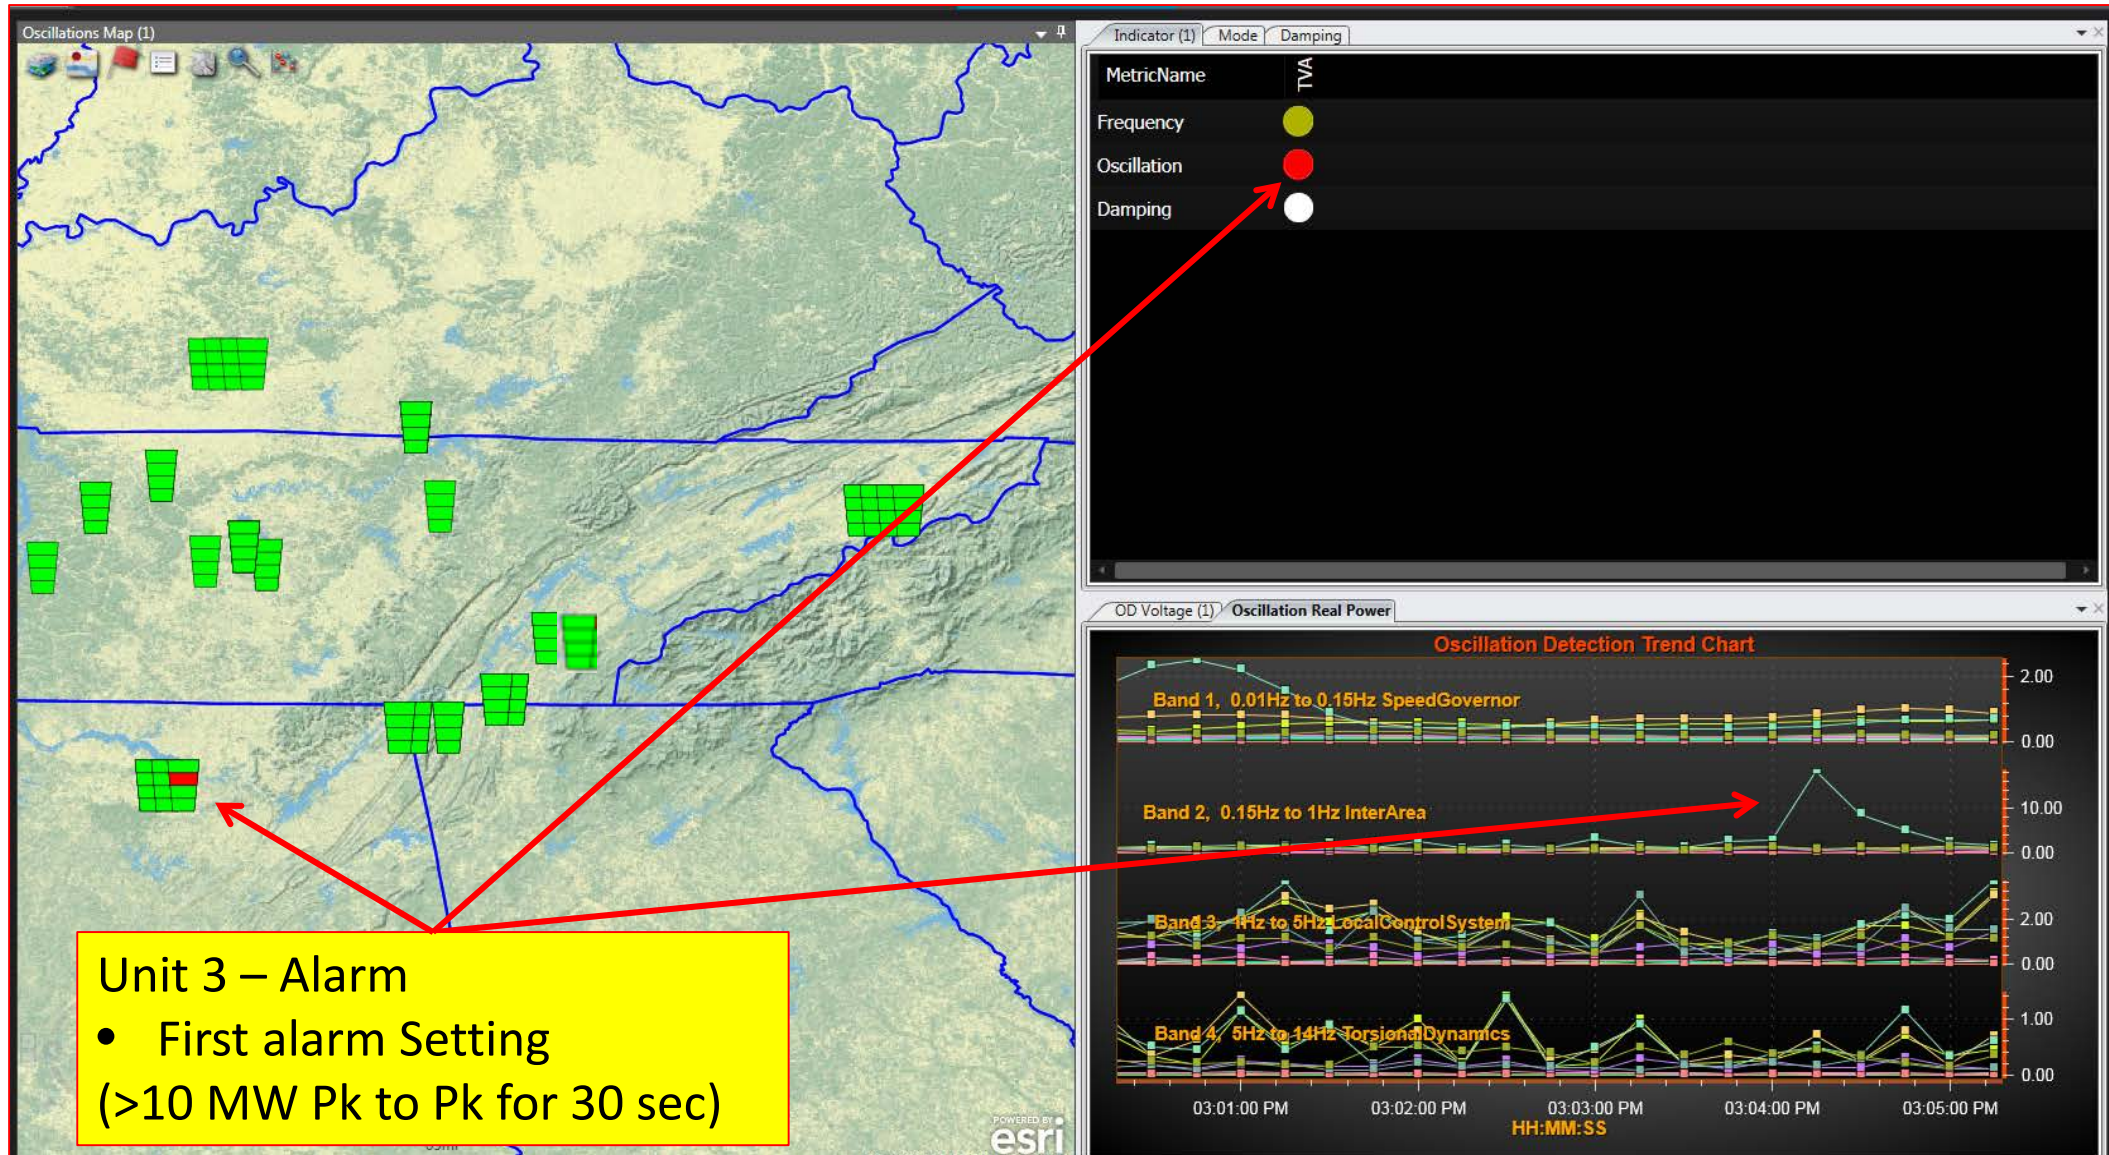 Oscillations Map (1)
Indicator (1)
Mode
Damping
MetricName
TVA
Frequency
Oscillation
Damping
OD Voltage (1)
Oscillation Real Power
Oscillation Detection Trend Chart
Band 1, 0.01Hz to 0.15Hz SpeedGovernor
2.00
0.00
Band 2, 0.15Hz to 1Hz InterArea
10.00
0.00
Band 3, 1Hz to 5Hz LocalControlSystem
2.00
0.00
Band 4, 5Hz to 14Hz TorsionalDynamics
1.00
0.00
03:01:00 PM
03:02:00 PM
03:03:00 PM
03:04:00 PM
03:05:00 PM
HH:MM:SS
Unit 3 – Alarm
• First alarm Setting
(>10 MW Pk to Pk for 30 sec)
POWERED BY
esri